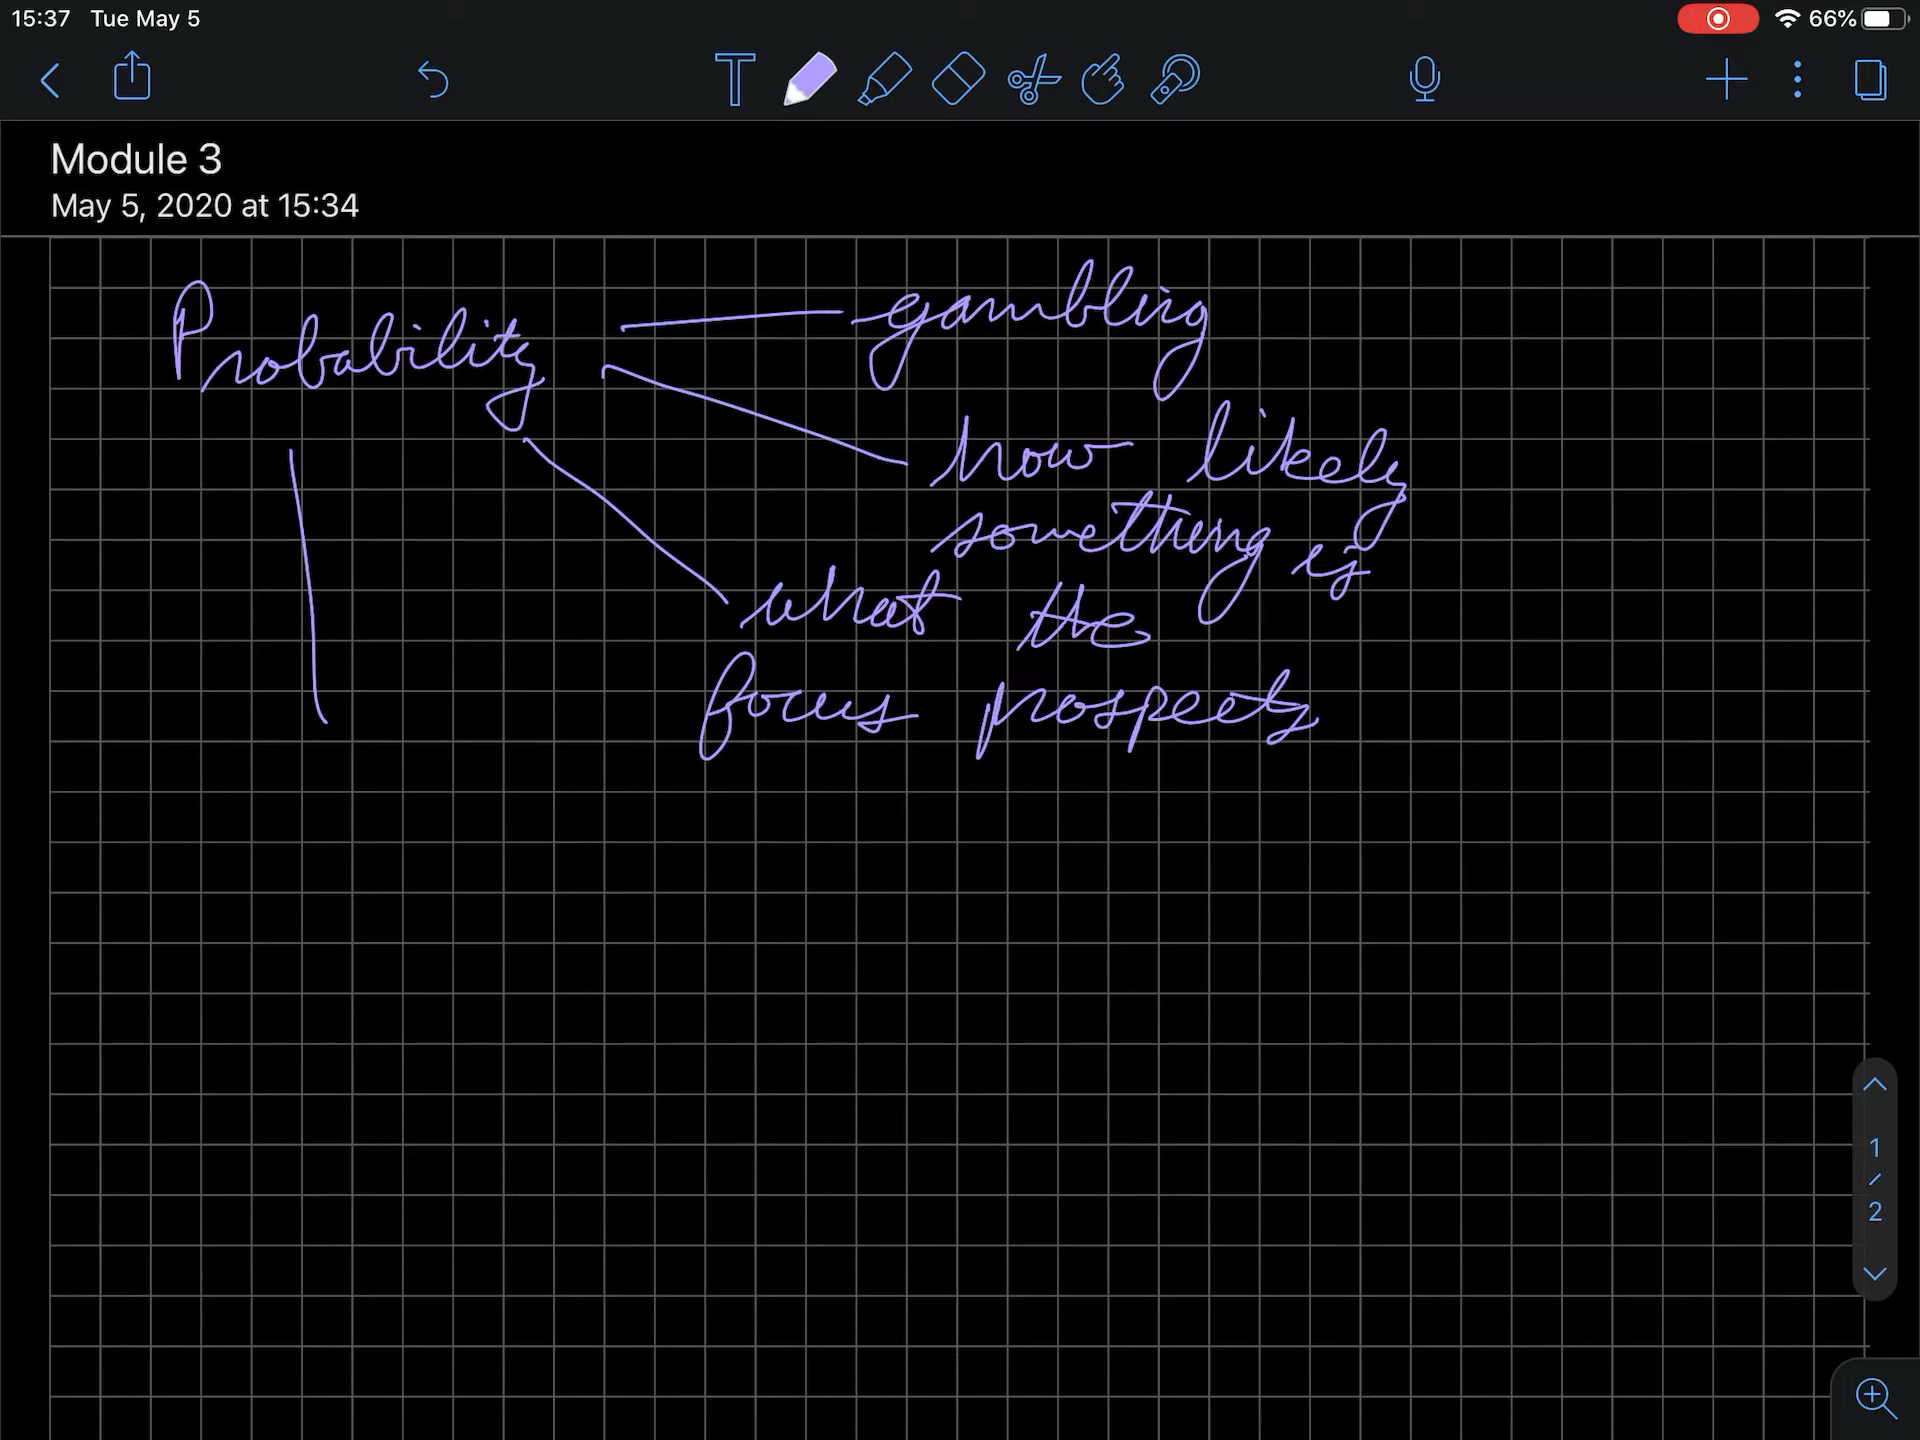 15:37 Tue May 5 66%
Module 3
May 5, 2020 at 15:34
Probability gambling
how likely
something is
what the
focus prospects
1
/
2